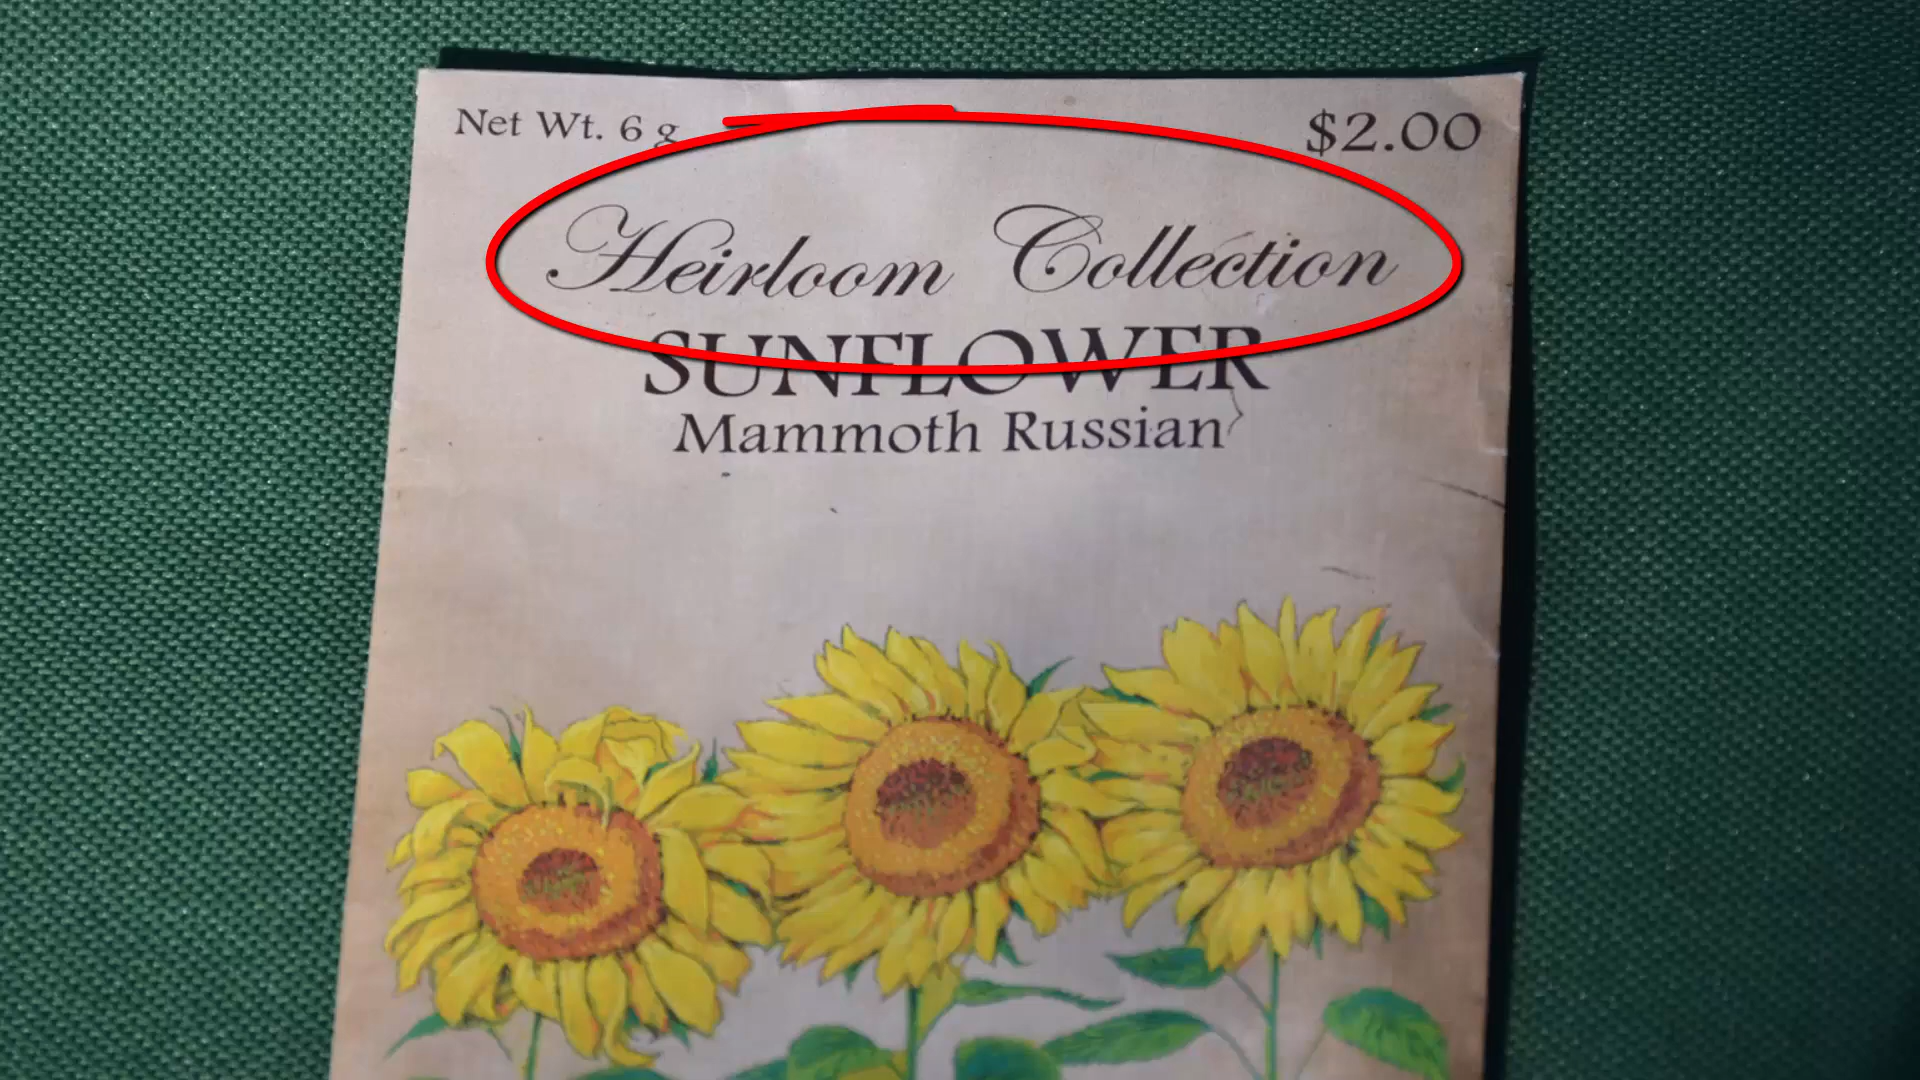 Net Wt. 6 g $2.00
Heirloom Collection
SUNFLOWER
Mammoth Russian